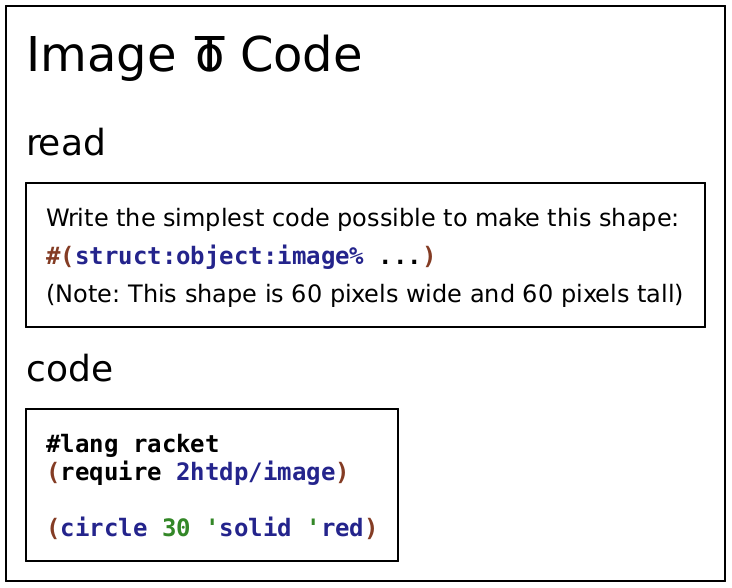 Image To Code
read
Write the simplest code possible to make this shape:
#(struct:object:image% ...)
(Note: This shape is 60 pixels wide and 60 pixels tall)
code
#lang racket
(require 2htdp/image)
(circle 30 'solid 'red)